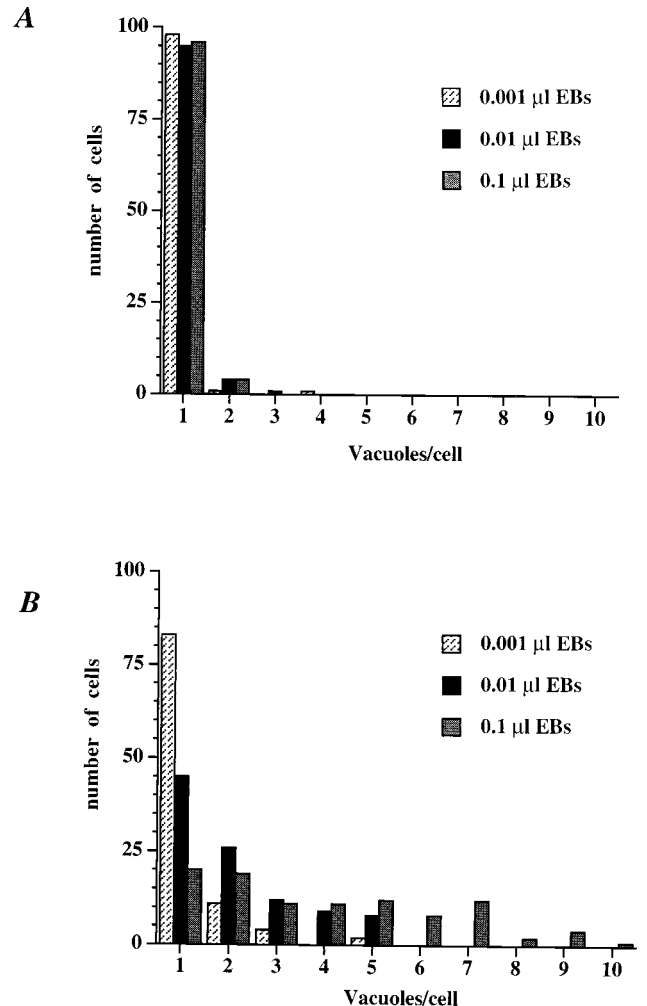 A
100
75
50
25
0
number of cells
0.001 µl EBs
0.01 µl EBs
0.1 µl EBs
1 2 3 4 5 6 7 8 9 10
Vacuoles/cell
B
100
75
50
25
0
number of cells
0.001 µl EBs
0.01 µl EBs
0.1 µl EBs
1 2 3 4 5 6 7 8 9 10
Vacuoles/cell